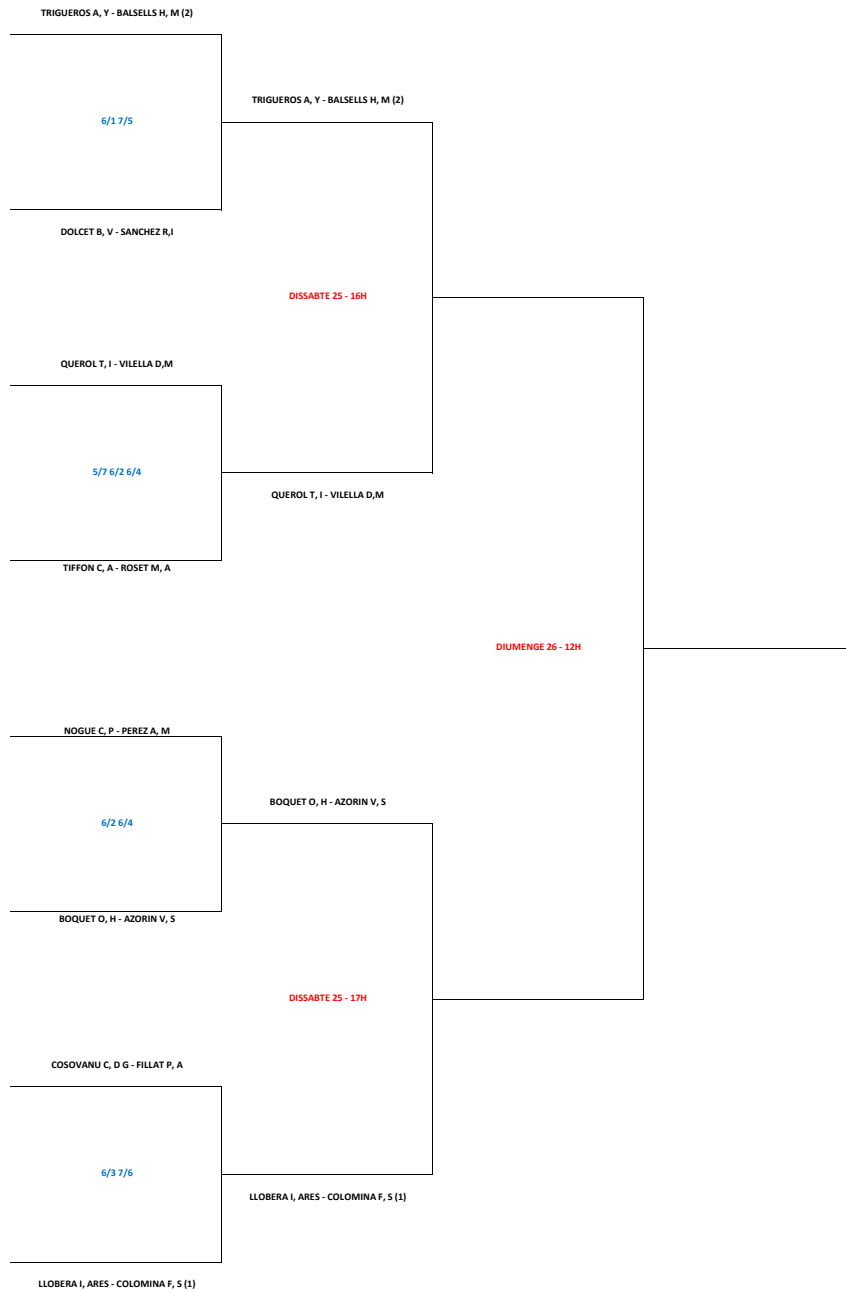 TRIGUEROS A, Y - BALSELLS H, M (2)
TRIGUEROS A, Y - BALSELLS H, M (2)
6/1 7/5
DOLCET B, V - SANCHEZ R,I
DISSABTE 25 - 16H
QUEROL T, I - VILELLA D,M
5/7 6/2 6/4
QUEROL T, I - VILELLA D,M
TIFFON C, A - ROSET M, A
DIUMENGE 26 - 12H
NOGUE C, P - PEREZ A, M
BOQUET O, H - AZORIN V, S
6/2 6/4
BOQUET O, H - AZORIN V, S
DISSABTE 25 - 17H
COSOVANU C, D G - FILLAT P, A
6/3 7/6
LLOBERA I, ARES - COLOMINA F, S (1)
LLOBERA I, ARES - COLOMINA F, S (1)